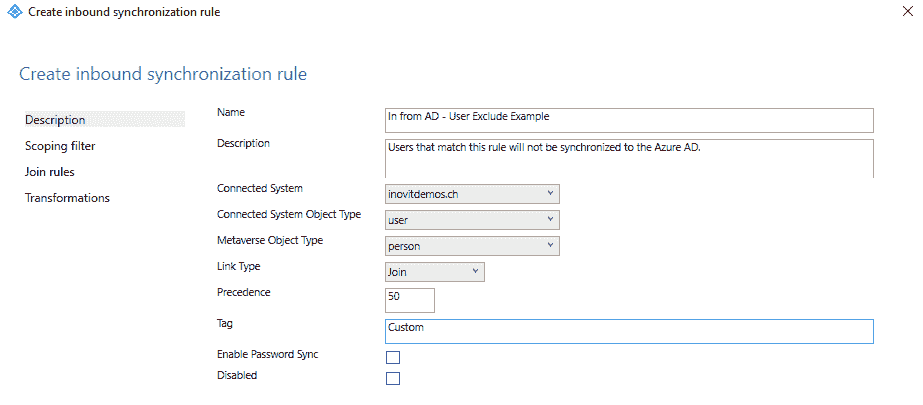 Create inbound synchronization rule
Create inbound synchronization rule
Description
Scoping filter
Join rules
Transformations
Name
In from AD - User Exclude Example
Description
Users that match this rule will not be synchronized to the Azure AD.
Connected System
inovitdemos.ch
Connected System Object Type
user
Metaverse Object Type
person
Link Type
Join
Precedence
50
Tag
Custom
Enable Password Sync
Disabled